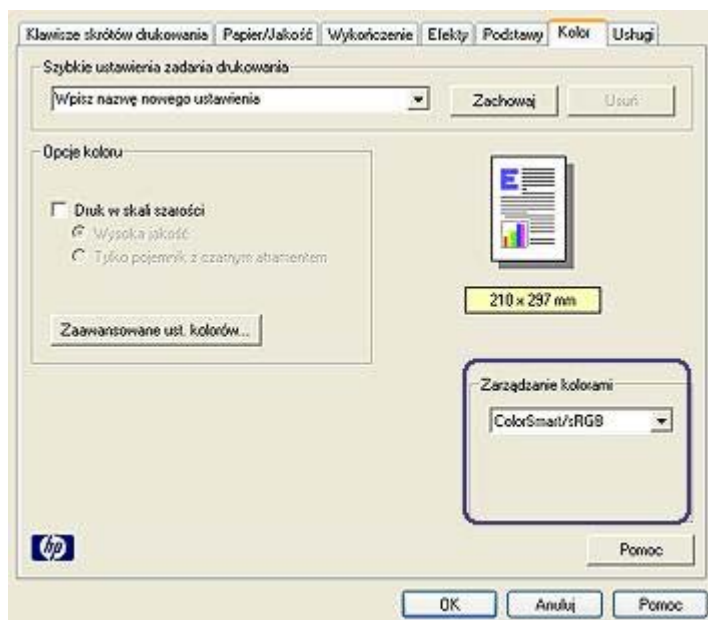 Klawisze skrótów drukowania Papier/Jakość Wykończenie Efekty Podstawy Kolor Usługi
Szybkie ustawienia zadania drukowania
Wpisz nazwę nowego ustawienia Zachowaj Usuń
Opcje koloru
Druk w skali szarości
Wysoka jakość
Tylko pojemnik z czarnym atramentem
Zaawansowane ust. kolorów...
E
210 × 297 mm
Zarządzanie kolorami
ColorSmart/sRGB
hp
Pomoc
OK Anuluj Pomoc